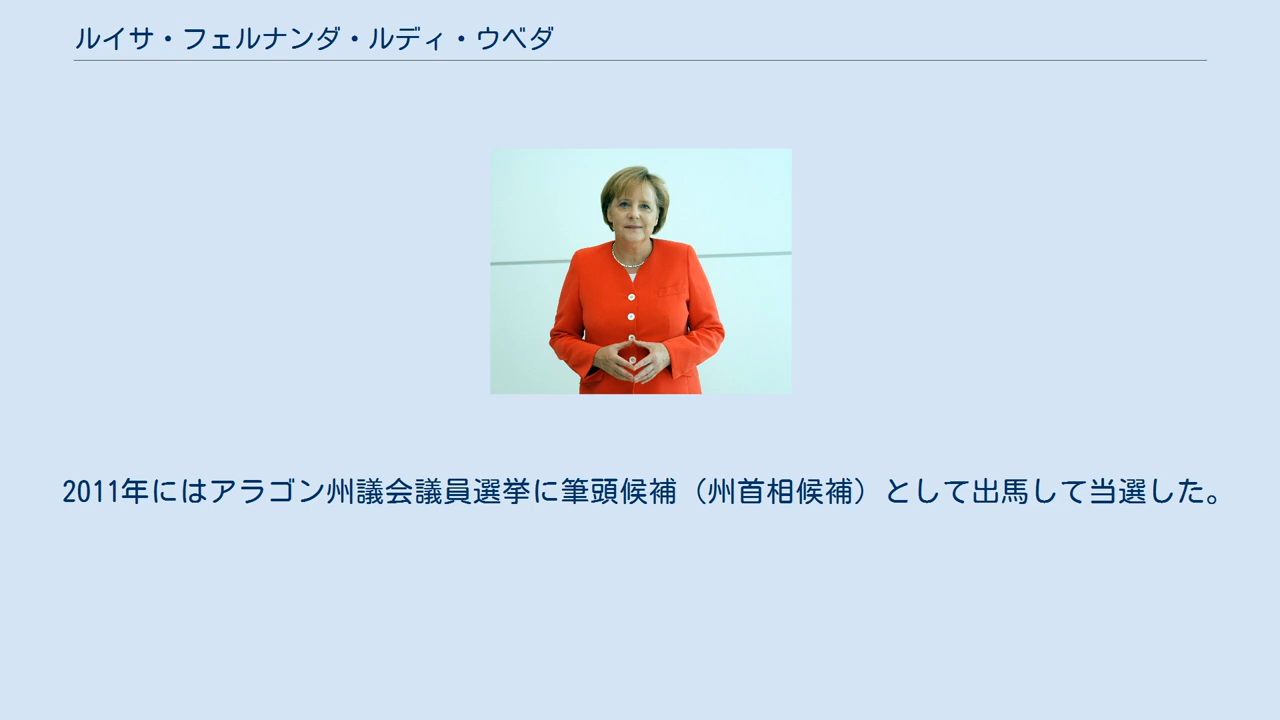 ルイサ・フェルナンダ・ルディ・ウベダ
2011年にはアラゴン州議会議員選挙に筆頭候補（州首相候補）として出馬して当選した。